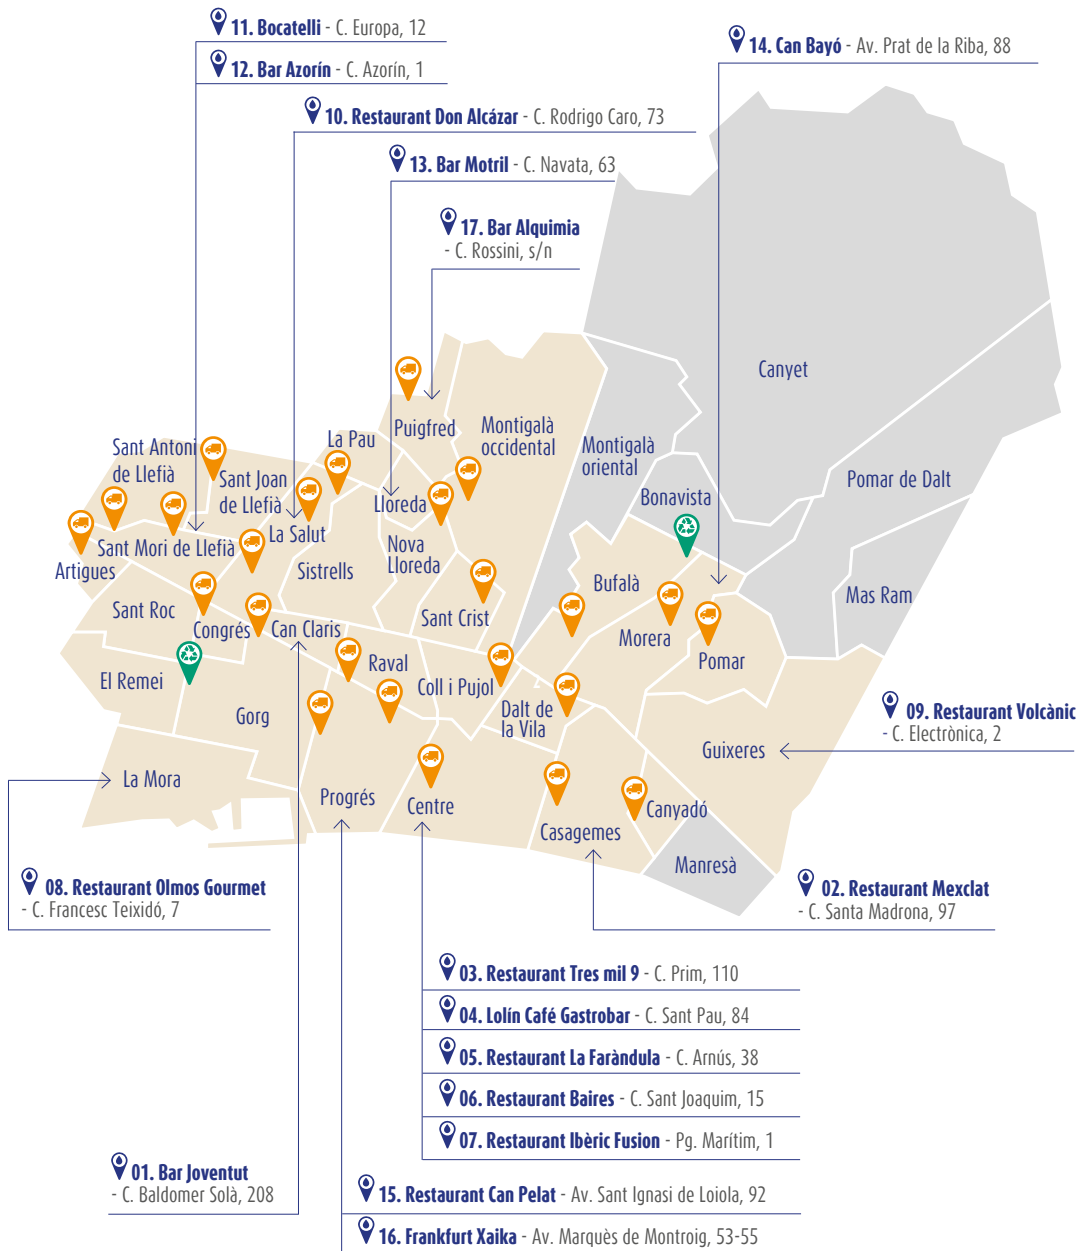 11. Bocatelli - C. Europa, 12
12. Bar Azorín - C. Azorín, 1
14. Can Bayó - Av. Prat de la Riba, 88
10. Restaurant Don Alcázar - C. Rodrigo Caro, 73
13. Bar Motril - C. Navata, 63
17. Bar Alquimia
- C. Rossini, s/n
Canyet
Puigfred
Montigalà
occidental
La Pau
Sant Antoni
de Llefià
Montigalà
oriental
Sant Joan
de Llefià
Pomar de Dalt
Bonavista
Lloreda
La Salut
Sant Mori de Llefià
Nova
Lloreda
Artigues
Sistrells
Bufalà
Mas Ram
Sant Roc
Sant Crist
Congrés
Can Claris
Morera
Raval
Pomar
El Remei
Coll i Pujol
Gorg
Dalt de
la Vila
09. Restaurant Volcànic
- C. Electrònica, 2
Guixeres
La Mora
Progrés
Centre
Canyadó
Casagemes
Manresà
08. Restaurant Olmos Gourmet
- C. Francesc Teixidó, 7
02. Restaurant Mexclat
- C. Santa Madrona, 97
03. Restaurant Tres mil 9 - C. Prim, 110
04. Lolín Café Gastrobar - C. Sant Pau, 84
05. Restaurant La Faràndula - C. Arnús, 38
06. Restaurant Baires - C. Sant Joaquim, 15
07. Restaurant Ibèric Fusion - Pg. Marítim, 1
01. Bar Joventut
- C. Baldomer Solà, 208
15. Restaurant Can Pelat - Av. Sant Ignasi de Loiola, 92
16. Frankfurt Xaika - Av. Marquès de Montroig, 53-55